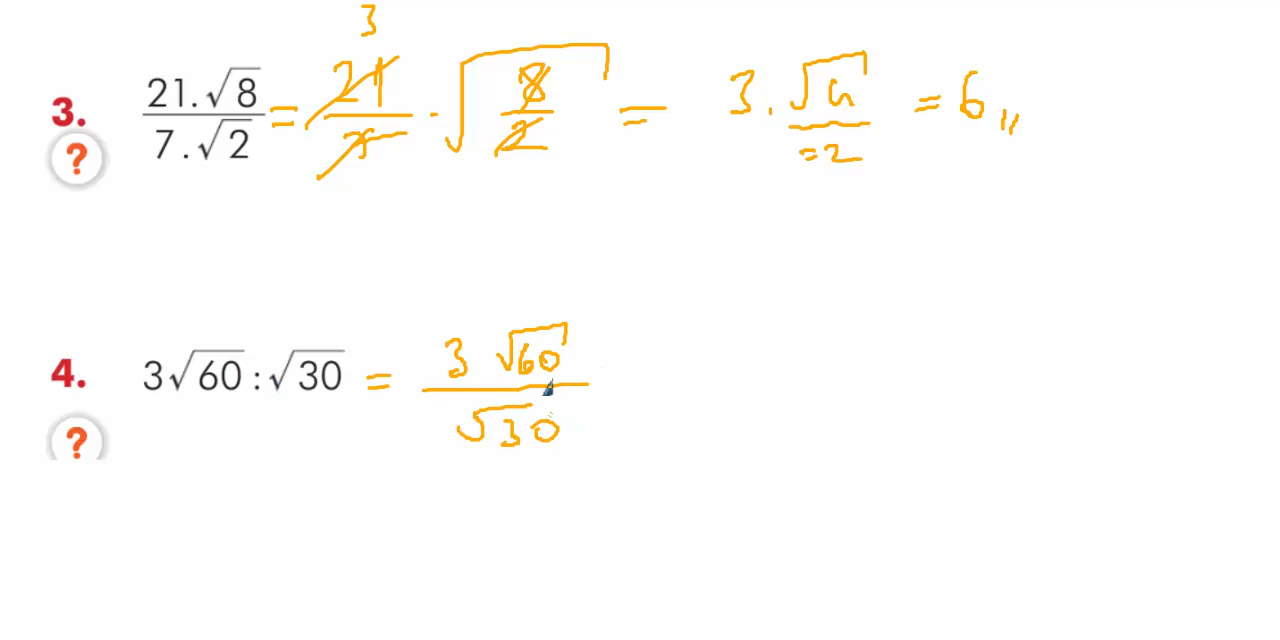 3. 21.√8 / 7.√2 = 21/7 3 · √(8/2) = 3.√4 =2 = 6,,
?
4. 3√60 : √30 = 3 √60 / √30
?